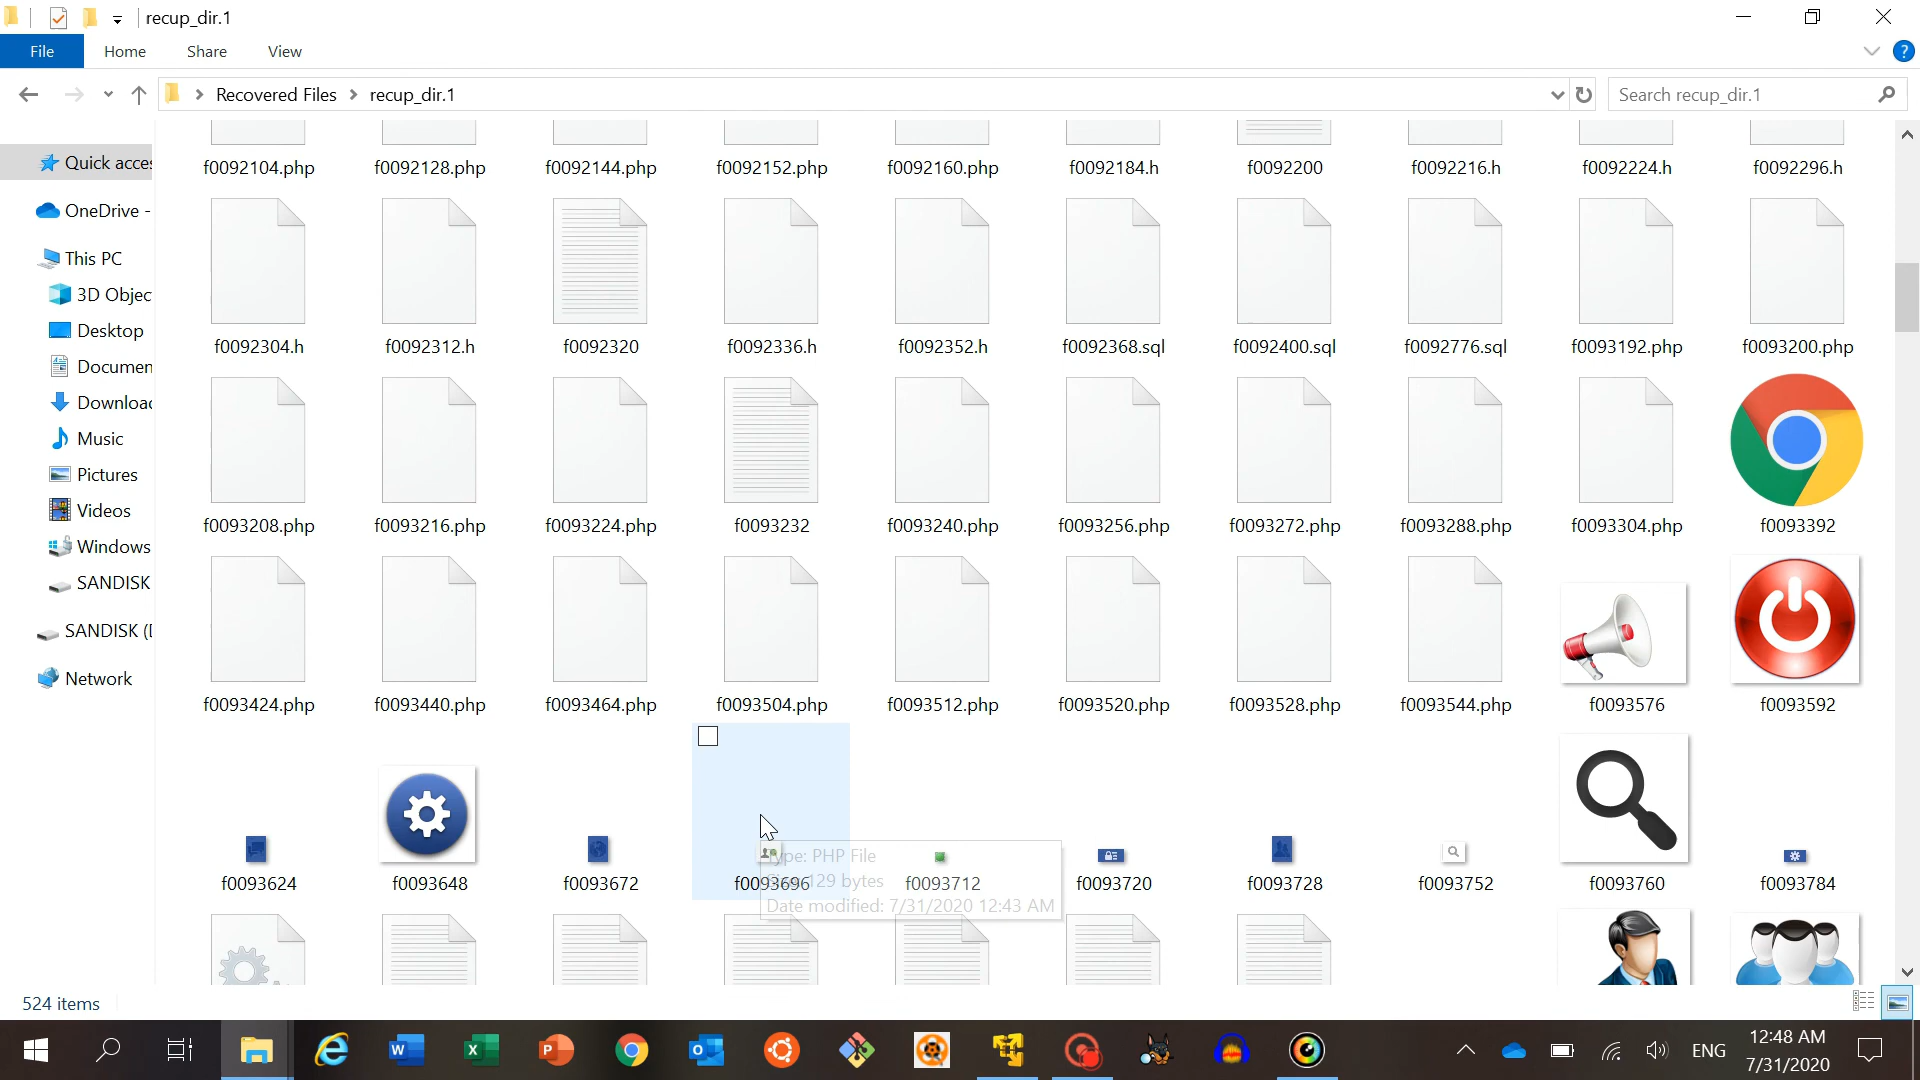 recup_dir.1
File Home Share View
Recovered Files recup_dir.1
Search recup_dir.1
Quick acces
OneDrive -
This PC
3D Objec
Desktop
Documen
Downloac
Music
Pictures
Videos
Windows
SANDISK
SANDISK (
Network
f0092104.php f0092128.php f0092144.php f0092152.php f0092160.php f0092184.h f0092200 f0092216.h f0092224.h f0092296.h
f0092304.h f0092312.h f0092320 f0092336.h f0092352.h f0092368.sql f0092400.sql f0092776.sql f0093192.php f0093200.php
f0093208.php f0093216.php f0093224.php f0093232 f0093240.php f0093256.php f0093272.php f0093288.php f0093304.php f0093392
f0093424.php f0093440.php f0093464.php f0093504.php f0093512.php f0093520.php f0093528.php f0093544.php f0093576 f0093592
Type: PHP File
Size: 129 bytes
Date modified: 7/31/2020 12:43 AM
f0093624 f0093648 f0093672 f0093696 f0093712 f0093720 f0093728 f0093752 f0093760 f0093784
524 items
ENG
12:48 AM
7/31/2020